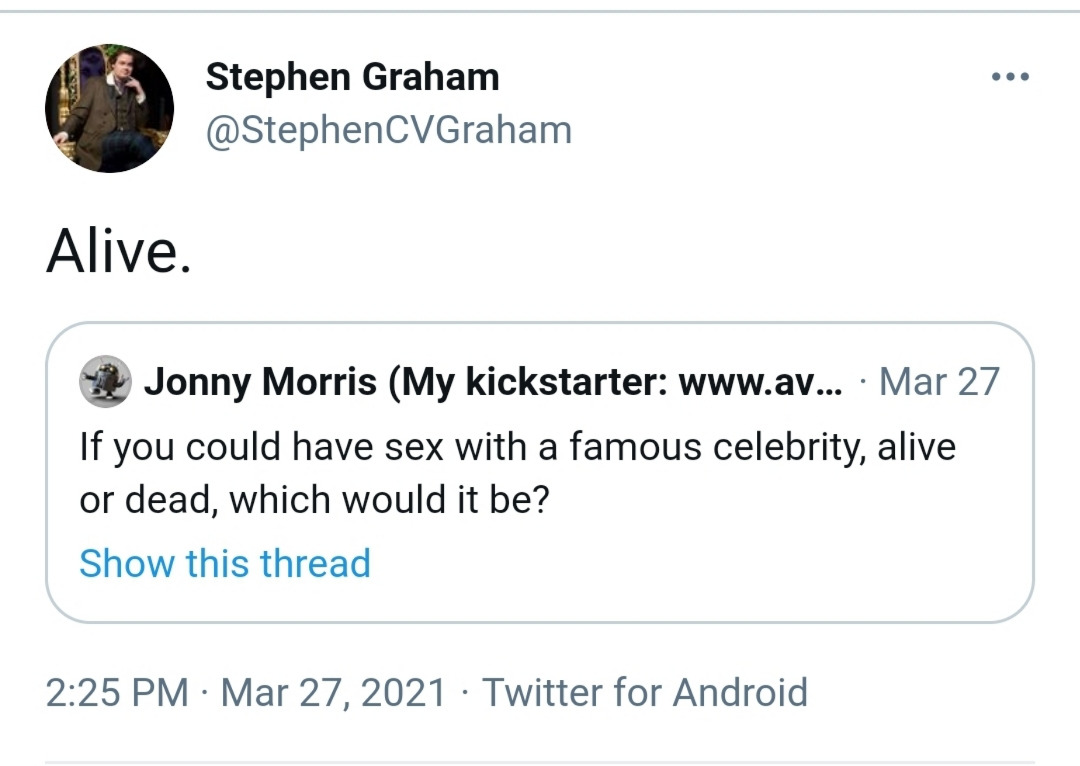 Stephen Graham
@StephenCVGraham
Alive.
Jonny Morris (My kickstarter: www.av... · Mar 27
If you could have sex with a famous celebrity, alive
or dead, which would it be?
Show this thread
2:25 PM · Mar 27, 2021 · Twitter for Android